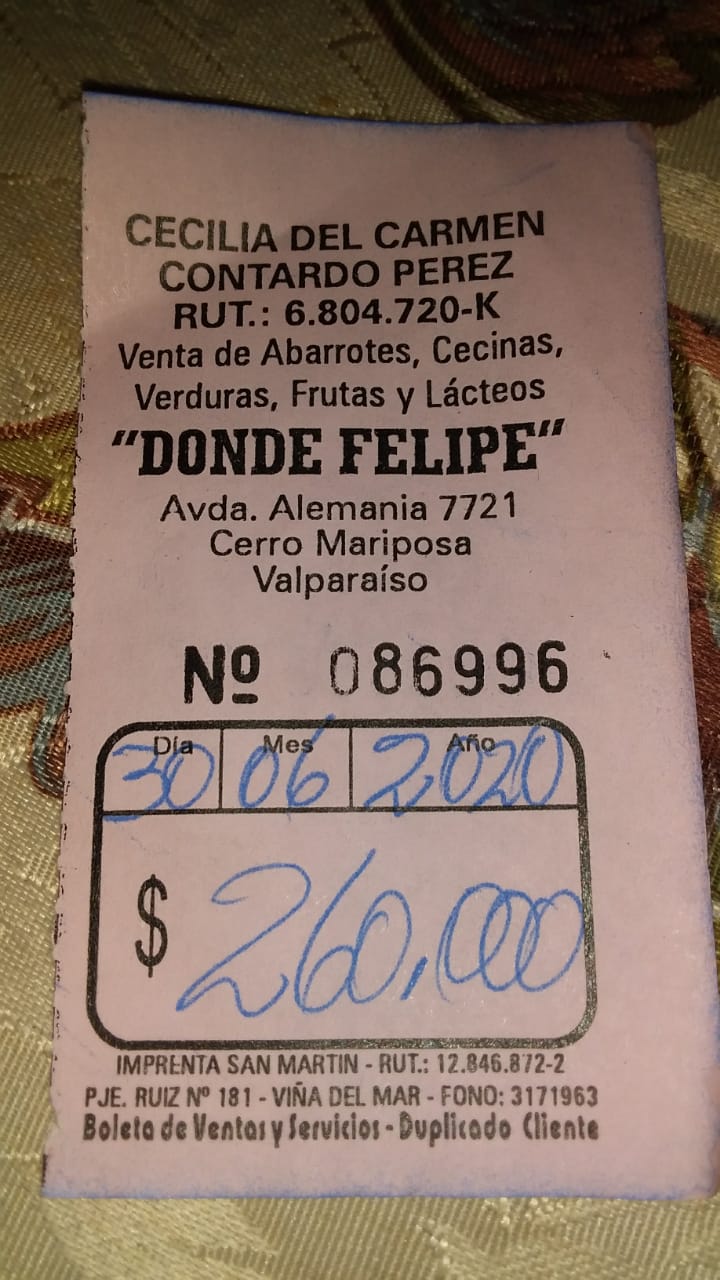 CECILIA DEL CARMEN
CONTARDO PEREZ
RUT.: 6.804.720-K
Venta de Abarrotes, Cecinas,
Verduras, Frutas y Lácteos
"DONDE FELIPE"
Avda. Alemania 7721
Cerro Mariposa
Valparaíso
Nº 086996
Día Mes Año
30 06 2020
$ 260,000
IMPRENTA SAN MARTIN - RUT.: 12.846.872-2
PJE. RUIZ Nº 181 - VIÑA DEL MAR - FONO: 3171963
Boleta de Ventas y Servicios - Duplicado Cliente